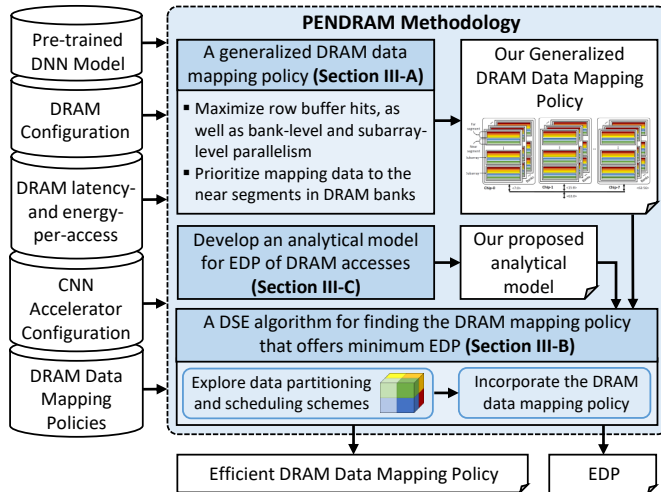 PENDRAM Methodology
Pre-trained
DNN Model
DRAM
Configuration
DRAM latency-
and energy-
per-access
CNN
Accelerator
Configuration
DRAM Data
Mapping
Policies
A generalized DRAM data
mapping policy (Section III-A)
▪ Maximize row buffer hits, as
well as bank-level and subarray-
level parallelism
▪ Prioritize mapping data to the
near segments in DRAM banks
Our Generalized
DRAM Data Mapping
Policy
Chip-0
Chip-1
Develop an analytical model
for EDP of DRAM accesses
(Section III-C)
Our proposed
analytical
model
A DSE algorithm for finding the DRAM mapping policy
that offers minimum EDP (Section III-B)
Explore data partitioning
and scheduling schemes
Incorporate the DRAM
data mapping policy
Efficient DRAM Data Mapping Policy
EDP